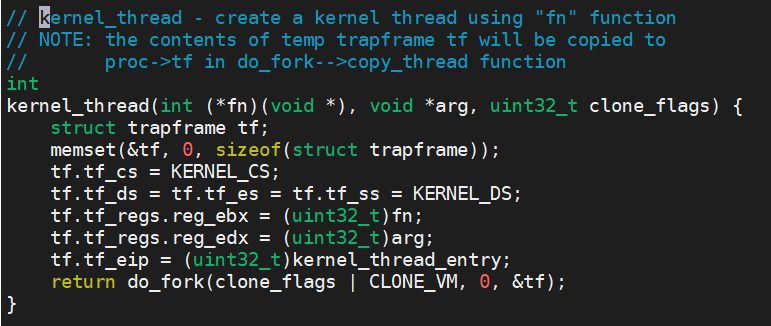 // kernel_thread - create a kernel thread using "fn" function
// NOTE: the contents of temp trapframe tf will be copied to
//       proc->tf in do_fork-->copy_thread function
int
kernel_thread(int (*fn)(void *), void *arg, uint32_t clone_flags) {
    struct trapframe tf;
    memset(&tf, 0, sizeof(struct trapframe));
    tf.tf_cs = KERNEL_CS;
    tf.tf_ds = tf.tf_es = tf.tf_ss = KERNEL_DS;
    tf.tf_regs.reg_ebx = (uint32_t)fn;
    tf.tf_regs.reg_edx = (uint32_t)arg;
    tf.tf_eip = (uint32_t)kernel_thread_entry;
    return do_fork(clone_flags | CLONE_VM, 0, &tf);
}